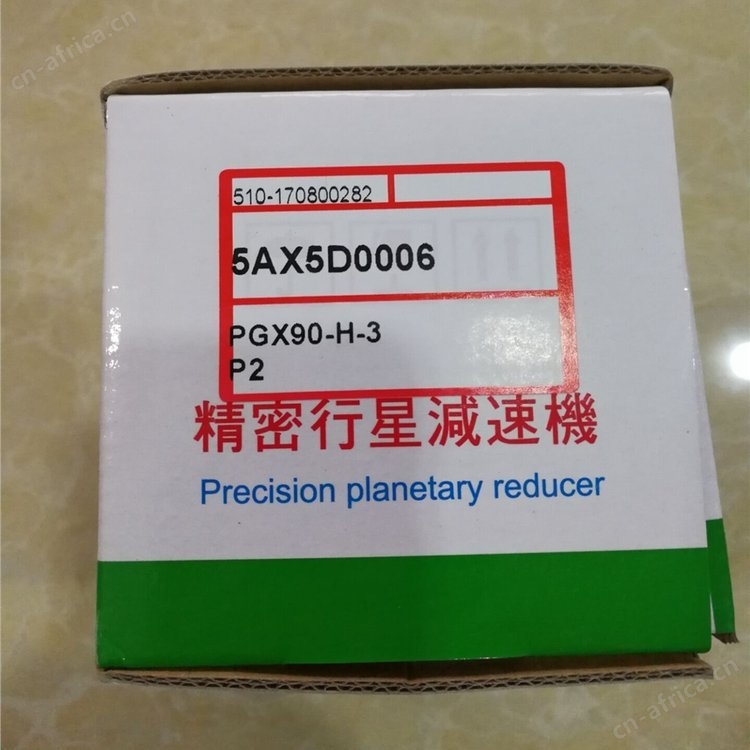 cn-africa.cn
510-170800282
5AX5D0006
PGX90-H-3
P2
精密行星減速機
Precision planetary reducer
cn-africa.cn